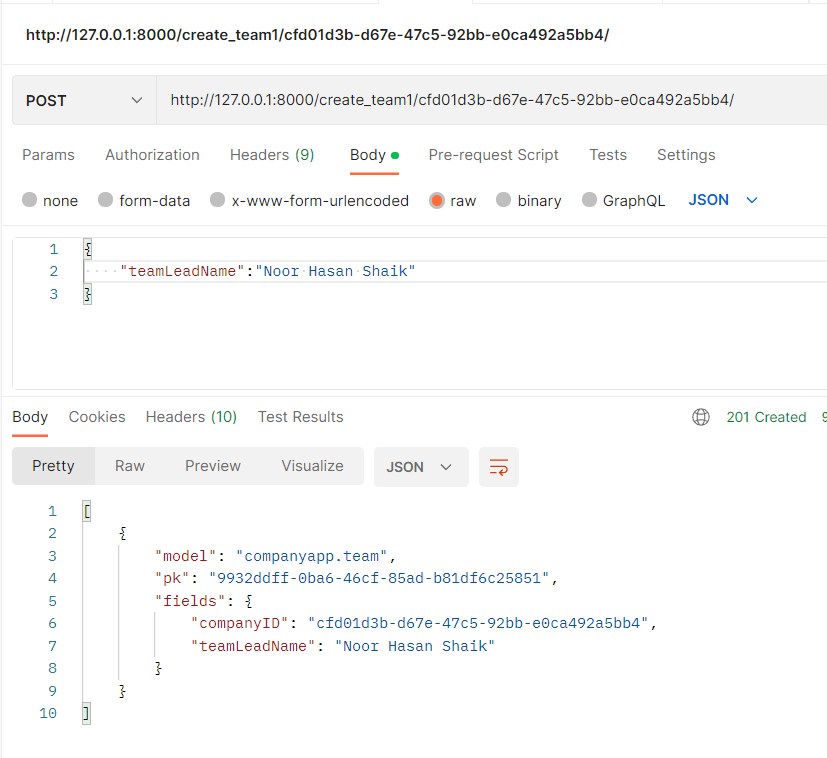 http://127.0.0.1:8000/create_team1/cfd01d3b-d67e-47c5-92bb-e0ca492a5bb4/
POST http://127.0.0.1:8000/create_team1/cfd01d3b-d67e-47c5-92bb-e0ca492a5bb4/
Params Authorization Headers (9) Body Pre-request Script Tests Settings
none form-data x-www-form-urlencoded raw binary GraphQL JSON
1 {
2 ····"teamLeadName":"Noor·Hasan·Shaik"
3 }
Body Cookies Headers (10) Test Results 201 Created
Pretty Raw Preview Visualize JSON
1 [
2 {
3 "model": "companyapp.team",
4 "pk": "9932ddff-0ba6-46cf-85ad-b81df6c25851",
5 "fields": {
6 "companyID": "cfd01d3b-d67e-47c5-92bb-e0ca492a5bb4",
7 "teamLeadName": "Noor Hasan Shaik"
8 }
9 }
10 ]